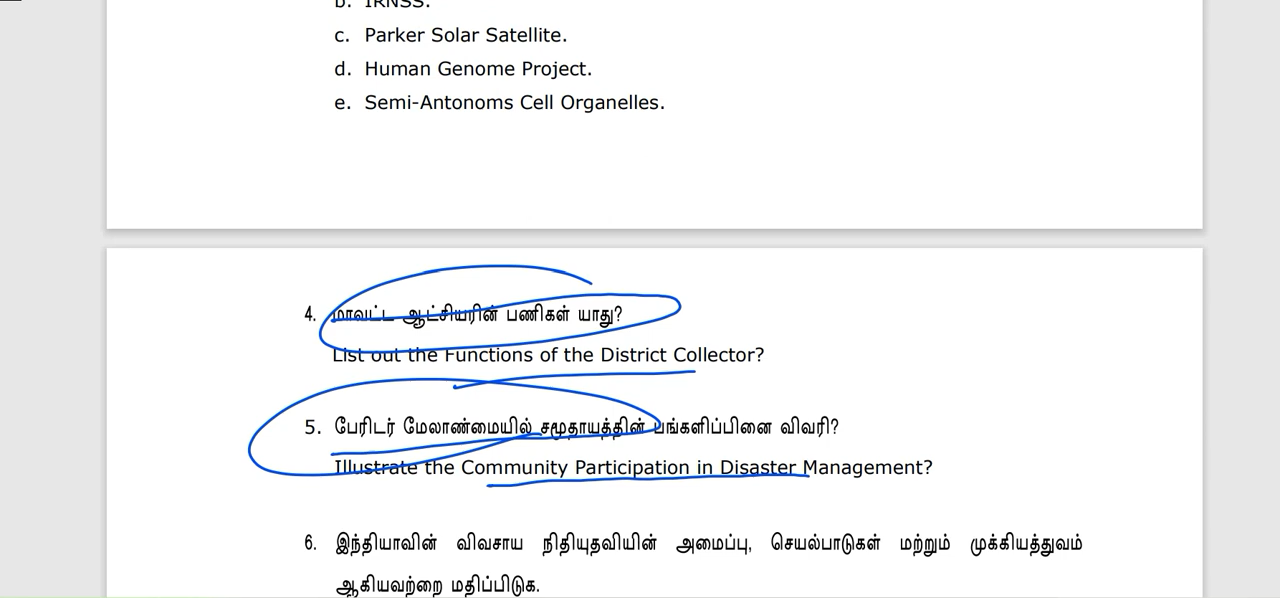 b. IRNSS.
c. Parker Solar Satellite.
d. Human Genome Project.
e. Semi-Antonoms Cell Organelles.
4. மாவட்ட ஆட்சியரின் பணிகள் யாது?
List out the Functions of the District Collector?
5. பேரிடர் மேலாண்மையில் சமூதாயத்தின் பங்களிப்பினை விவரி?
Illustrate the Community Participation in Disaster Management?
6. இந்தியாவின் விவசாய நிதியுதவியின் அமைப்பு, செயல்பாடுகள் மற்றும் முக்கியத்துவம்
ஆகியவற்றை மதிப்பிடுக.